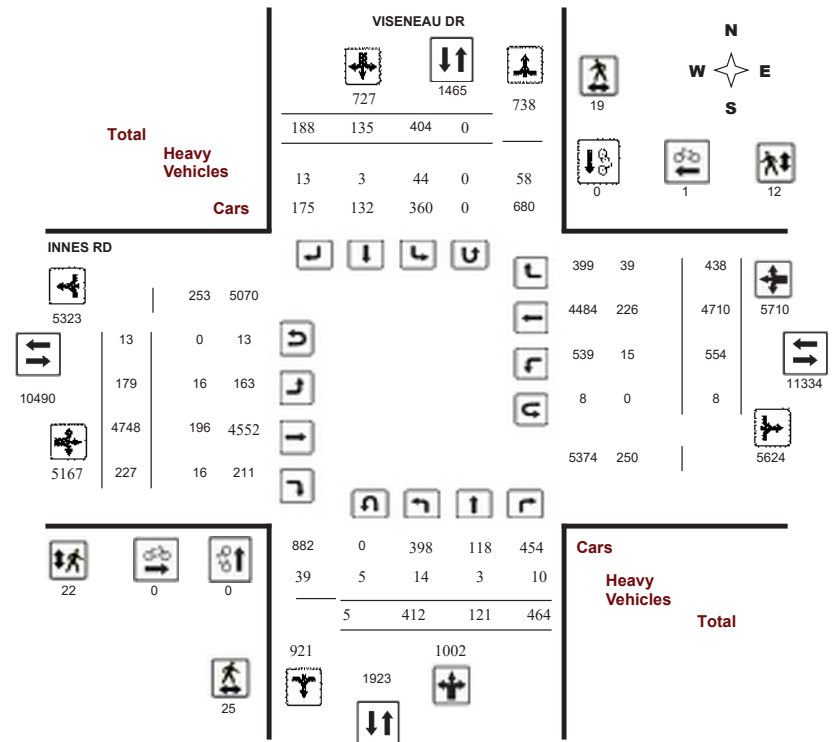 VISENEAU DR
N
W E
S
727
1465
738
19
188 135 404 0
Total
Heavy
Vehicles
Cars
13 3 44 0 58
175 132 360 0 680
0 1 12
INNES RD
5323
253 5070
399 39 438
5710
10490
13 0 13
4484 226 4710
11334
179 16 163
539 15 554
4748 196 4552
8 0 8
5167
227 16 211
5374 250
5624
882 0 398 118 454
39 5 14 3 10
5 412 121 464
Cars
Heavy
Vehicles
Total
22 0 0
921
1923
1002
25